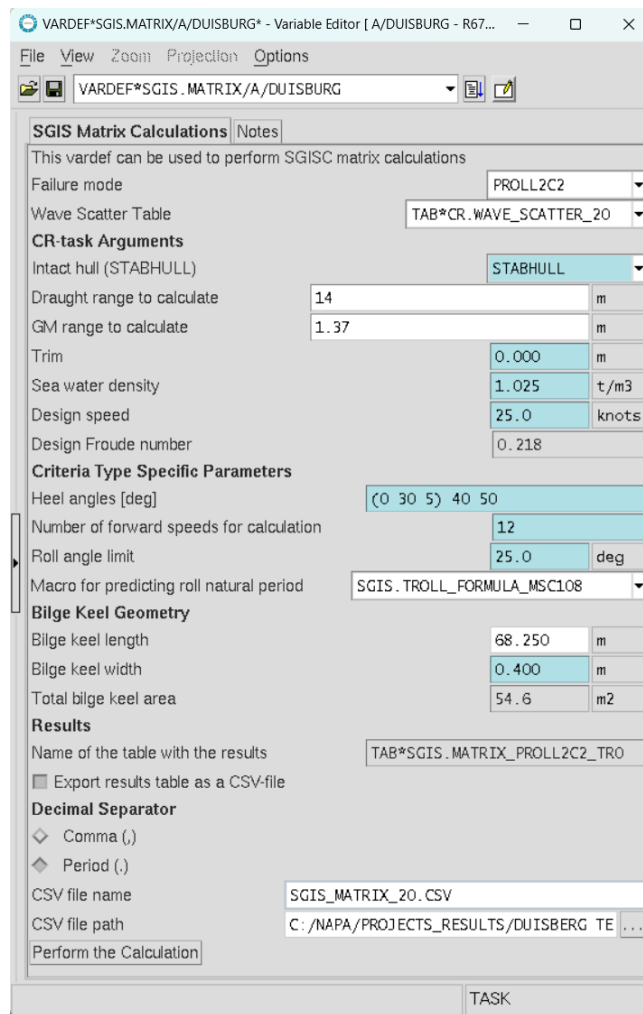 VARDEF*SGIS.MATRIX/A/DUISBURG* - Variable Editor [ A/DUISBURG - R67...
File View Zoom Projection Options
VARDEF*SGIS.MATRIX/A/DUISBURG
SGIS Matrix Calculations Notes
This vardef can be used to perform SGISC matrix calculations
Failure mode PROLL2C2
Wave Scatter Table TAB*CR.WAVE_SCATTER_20
CR-task Arguments
Intact hull (STABHULL) STABHULL
Draught range to calculate 14 m
GM range to calculate 1.37 m
Trim 0.000 m
Sea water density 1.025 t/m3
Design speed 25.0 knots
Design Froude number 0.218
Criteria Type Specific Parameters
Heel angles [deg] (0 30 5) 40 50
Number of forward speeds for calculation 12
Roll angle limit 25.0 deg
Macro for predicting roll natural period SGIS.TROLL_FORMULA_MSC108
Bilge Keel Geometry
Bilge keel length 68.250 m
Bilge keel width 0.400 m
Total bilge keel area 54.6 m2
Results
Name of the table with the results TAB*SGIS.MATRIX_PROLL2C2_TRO
Export results table as a CSV-file
Decimal Separator
Comma (,)
Period (.)
CSV file name SGIS_MATRIX_20.CSV
CSV file path C:/NAPA/PROJECTS_RESULTS/DUISBERG TE ...
Perform the Calculation
TASK